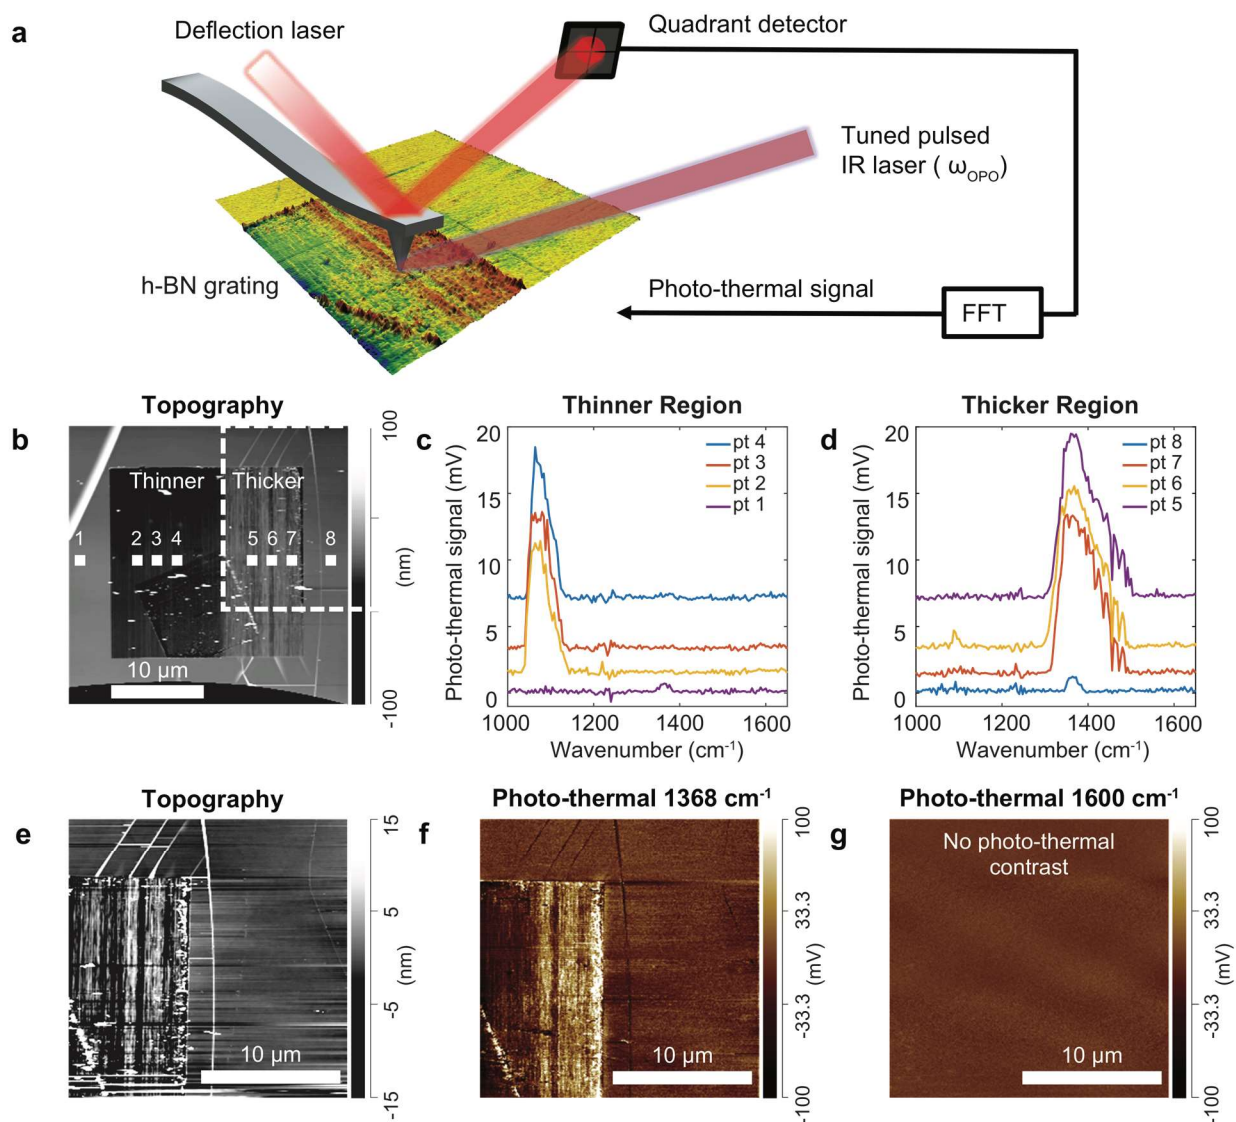 a
Deflection laser
Quadrant detector
Tuned pulsed
IR laser ( ω_OPO)
h-BN grating
Photo-thermal signal
FFT
b
Topography
Thinner
Thicker
1
2 3 4
5 6 7
8
10 μm
100
(nm)
-100
c
Thinner Region
Photo-thermal signal (mV)
20
15
10
5
0
pt 4
pt 3
pt 2
pt 1
1000 1200 1400 1600
Wavenumber (cm⁻¹)
d
Thicker Region
Photo-thermal signal (mV)
20
15
10
5
0
pt 8
pt 7
pt 6
pt 5
1000 1200 1400 1600
Wavenumber (cm⁻¹)
e
Topography
10 μm
15
5
(nm)
-5
-15
f
Photo-thermal 1368 cm⁻¹
10 μm
100
33.3
(mV)
-33.3
-100
g
Photo-thermal 1600 cm⁻¹
No photo-thermal
contrast
10 μm
100
33.3
(mV)
-33.3
-100